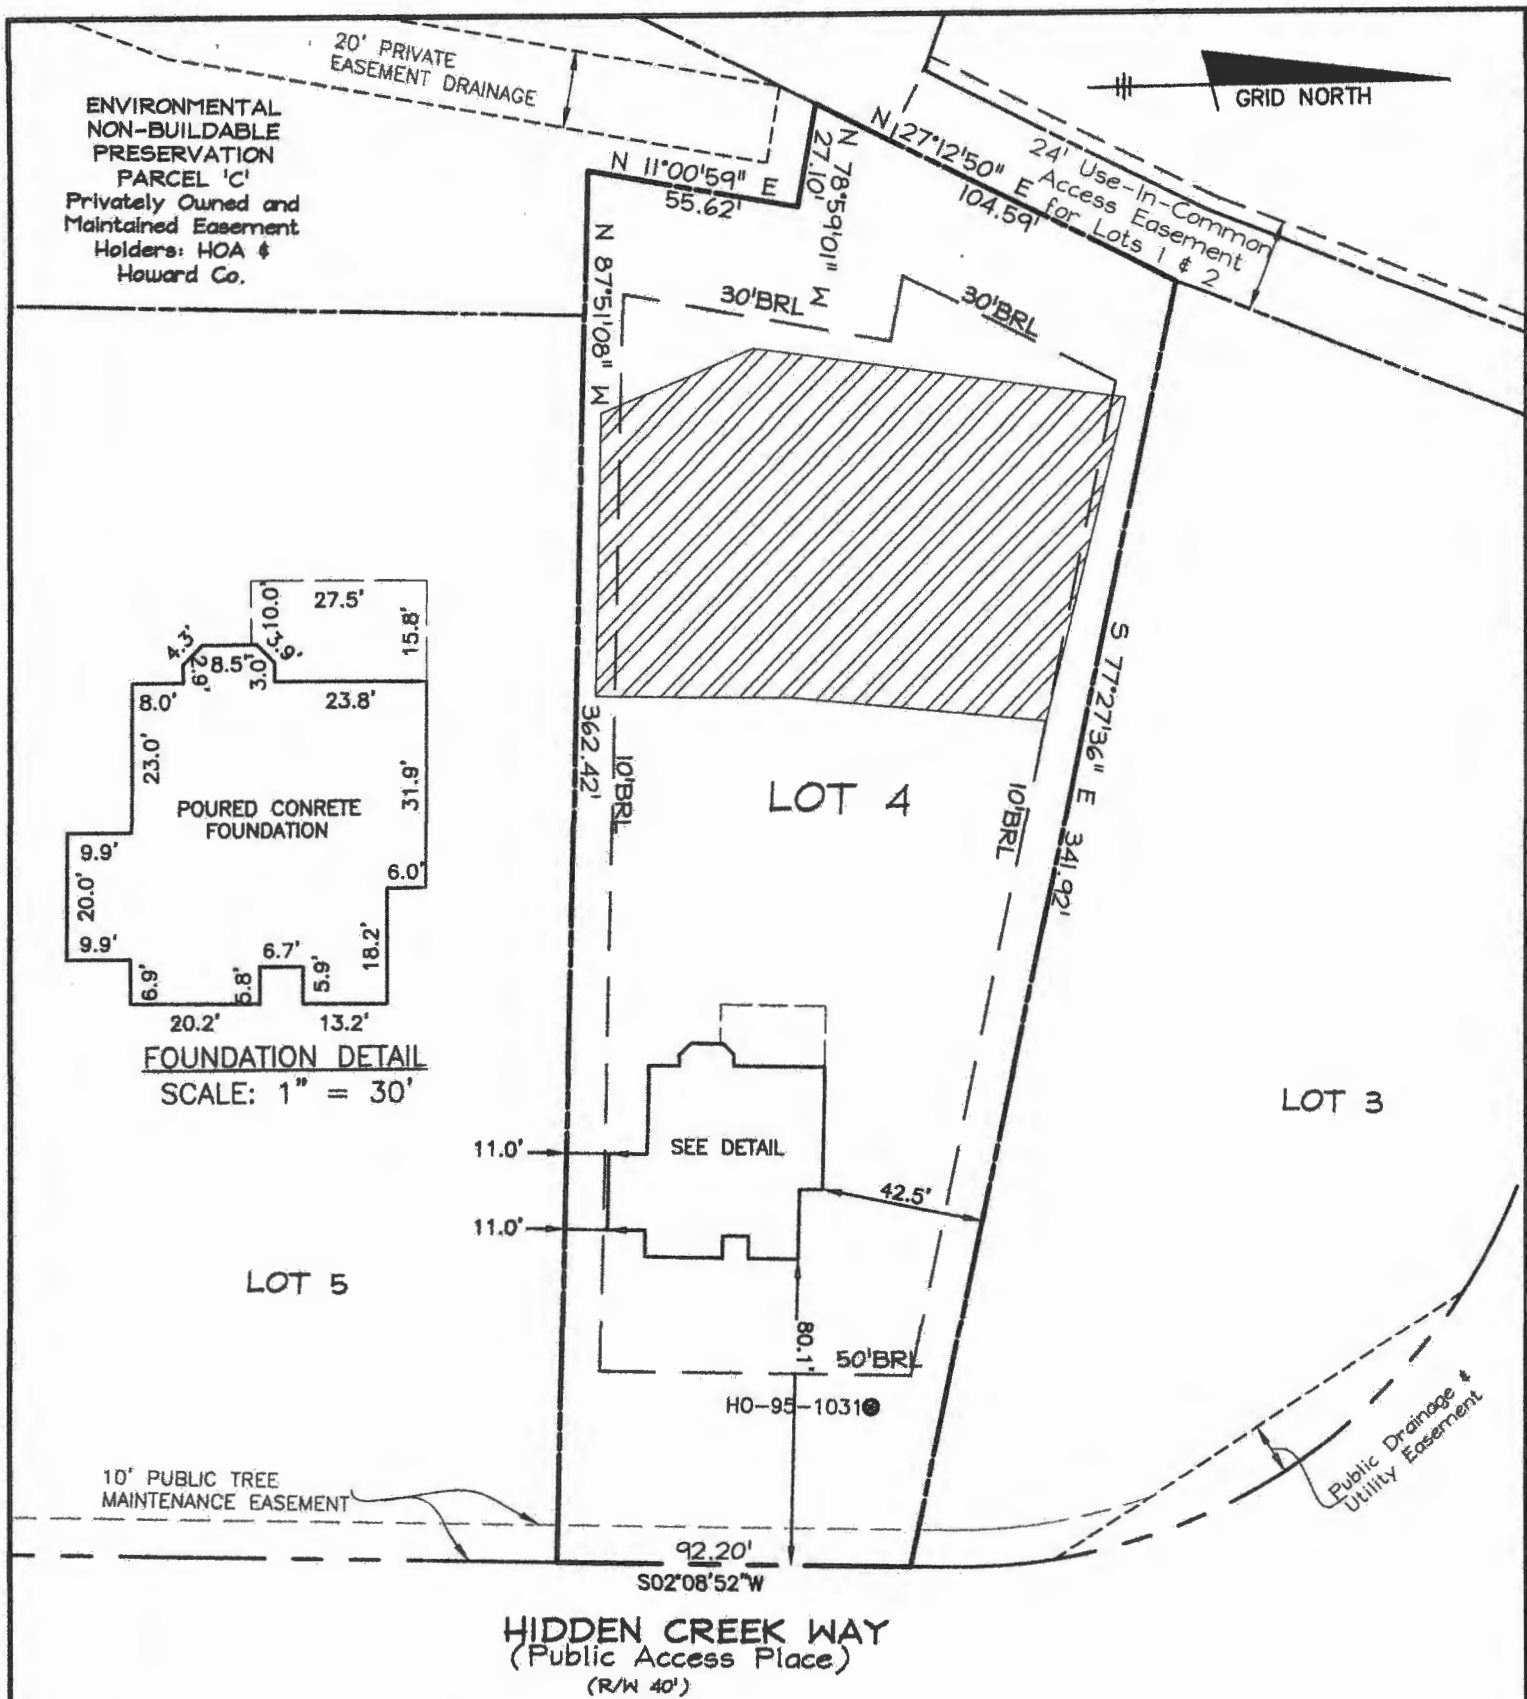 20' PRIVATE
EASEMENT DRAINAGE
GRID NORTH
ENVIRONMENTAL
NON-BUILDABLE
PRESERVATION
PARCEL 'C'
Privately Owned and
Maintained Easement
Holders: HOA &
Howard Co.
N 11°00'59" E
55.62'
N 78°59'01" W
27.10'
N 27°12'50" E
104.59'
24' Use-In-Common
Access Easement
for Lots 1 & 2
N 87°51'08" W
362.42'
30'BRL
30'BRL
S 77°27'36" E 341.92'
10'BRL
10'BRL
LOT 4
27.5'
10.0'
15.8'
4.3'
8.5'
3.9'
2.9'
3.0'
8.0'
23.8'
23.0'
31.9'
POURED CONRETE
FOUNDATION
9.9'
20.0'
6.0'
9.9'
6.9'
5.8'
6.7'
5.9'
18.2'
20.2'
13.2'
FOUNDATION DETAIL
SCALE: 1" = 30'
LOT 3
11.0'
SEE DETAIL
42.5'
11.0'
LOT 5
80.1'
50'BRL
HO-95-1031
Public Drainage &
Utility Easement
10' PUBLIC TREE
MAINTENANCE EASEMENT
92.20'
S02°08'52"W
HIDDEN CREEK WAY
(Public Access Place)
(R/W 40')